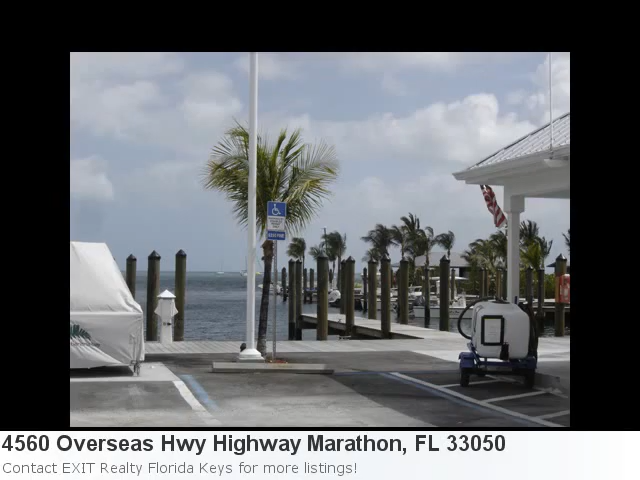 4560 Overseas Hwy Highway Marathon, FL 33050
Contact EXIT Realty Florida Keys for more listings!